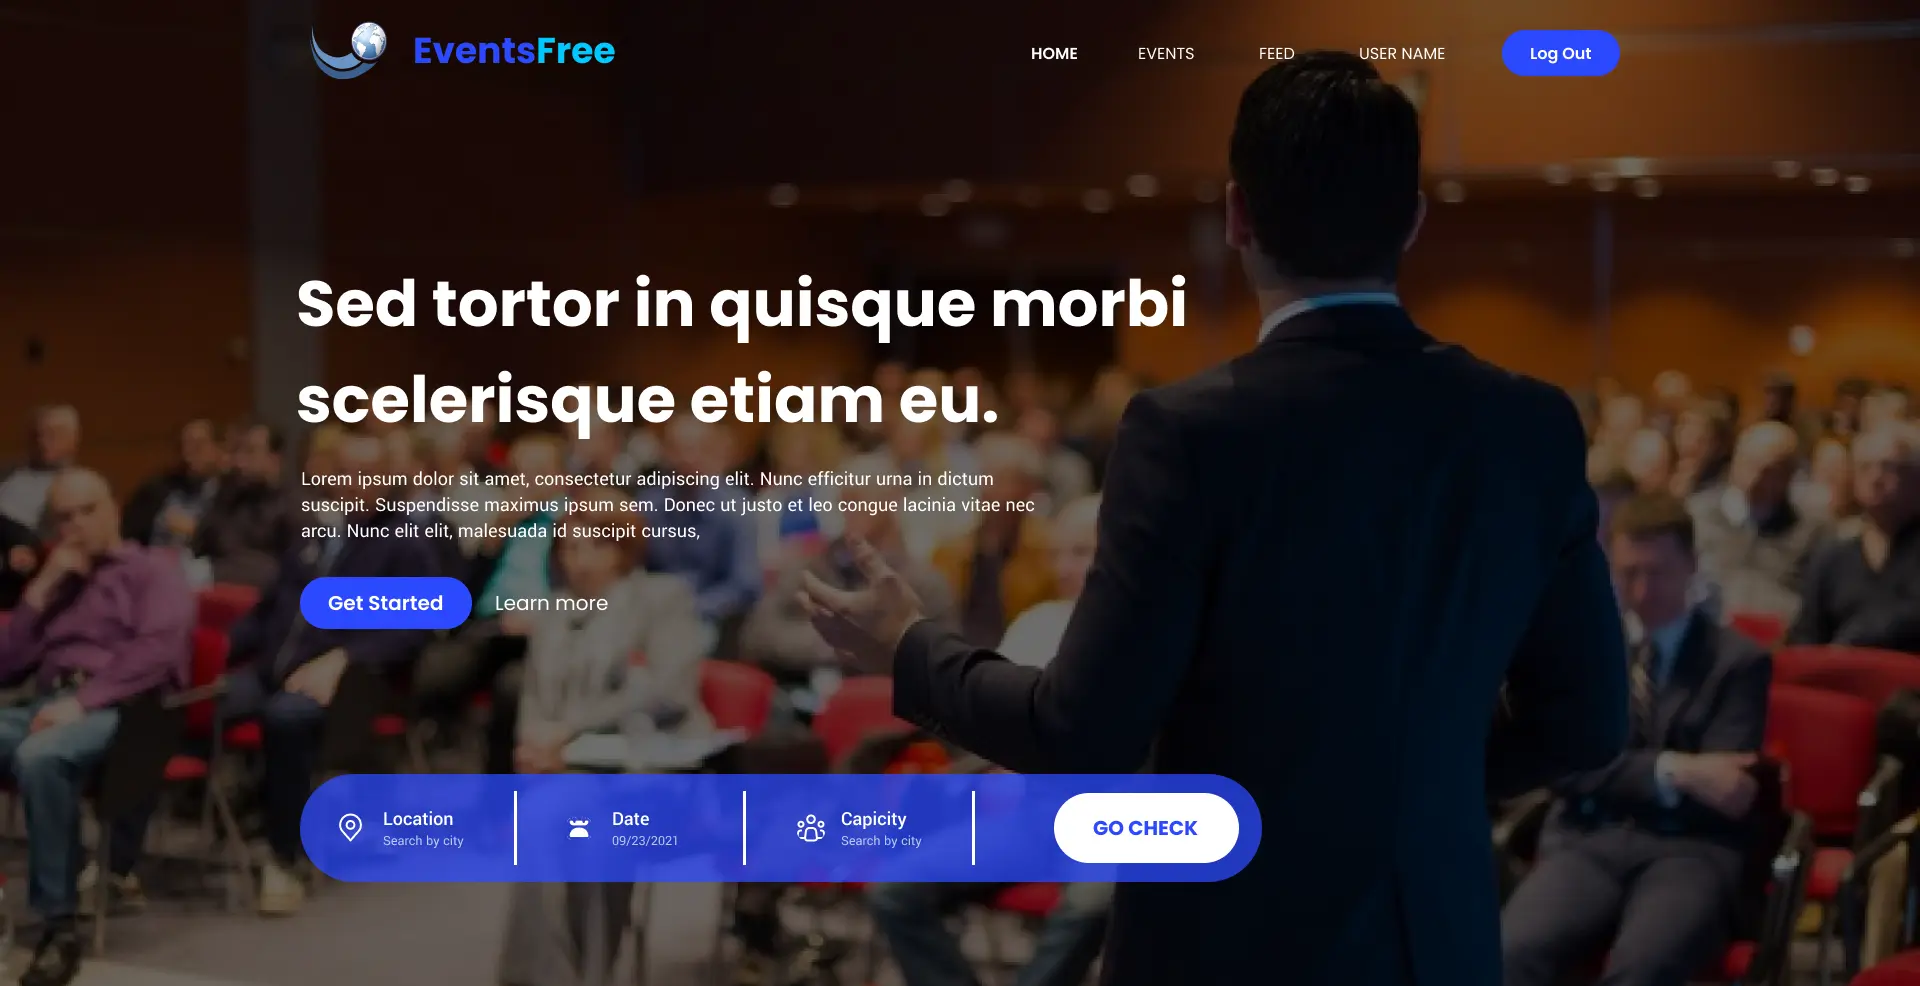 EventsFree
HOME
EVENTS
FEED
USER NAME
Log Out
Sed tortor in quisque morbi
scelerisque etiam eu.
Lorem ipsum dolor sit amet, consectetur adipiscing elit. Nunc efficitur urna in dictum
suscipit. Suspendisse maximus ipsum sem. Donec ut justo et leo congue lacinia vitae nec
arcu. Nunc elit elit, malesuada id suscipit cursus,
Get Started
Learn more
Location
Search by city
Date
09/23/2021
Capicity
Search by city
GO CHECK